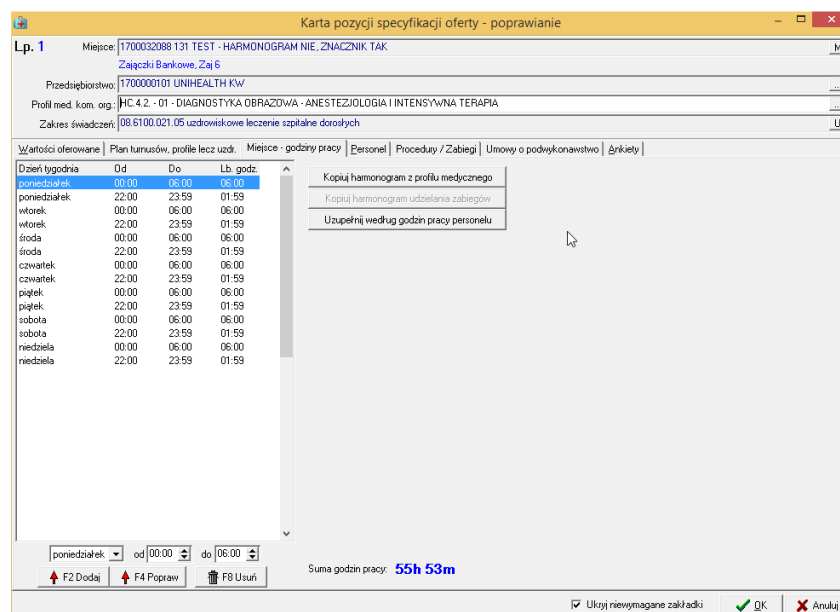 Karta pozycji specyfikacji oferty - poprawianie
Lp. 1 Miejsce: 1700032088 131 TEST - HARMONOGRAM NIE, ZNACZNIK TAK
Zajączki Bankowe, Zaj 6
Przedsiębiorstwo: 1700000101 UNIHEALTH KW ...
Profil med. kom. org.: HC.4.2. - 01 - DIAGNOSTYKA OBRAZOWA - ANESTEZJOLOGIA I INTENSYWNA TERAPIA ...
Zakres świadczeń: 08.6100.021.05 uzdrowiskowe leczenie szpitalne dorosłych
Wartości oferowane Plan turnusów, profile lecz uzdr. Miejsce - godziny pracy Personel Procedury / Zabiegi Umowy o podwykonawstwo Ankiety
Dzień tygodnia Od Do Lb. godz.
poniedziałek 00:00 06:00 06:00
poniedziałek 22:00 23:59 01:59
wtorek 00:00 06:00 06:00
wtorek 22:00 23:59 01:59
środa 00:00 06:00 06:00
środa 22:00 23:59 01:59
czwartek 00:00 06:00 06:00
czwartek 22:00 23:59 01:59
piątek 00:00 06:00 06:00
piątek 22:00 23:59 01:59
sobota 00:00 06:00 06:00
sobota 22:00 23:59 01:59
niedziela 00:00 06:00 06:00
niedziela 22:00 23:59 01:59
Kopiuj harmonogram z profilu medycznego
Kopiuj harmonogram udzielania zabiegów
Uzupełnij według godzin pracy personelu
poniedziałek od 00:00 do 06:00
F2 Dodaj F4 Popraw F8 Usuń
Suma godzin pracy: 55h 53m
Ukryj niewymagane zakładki OK Anuluj